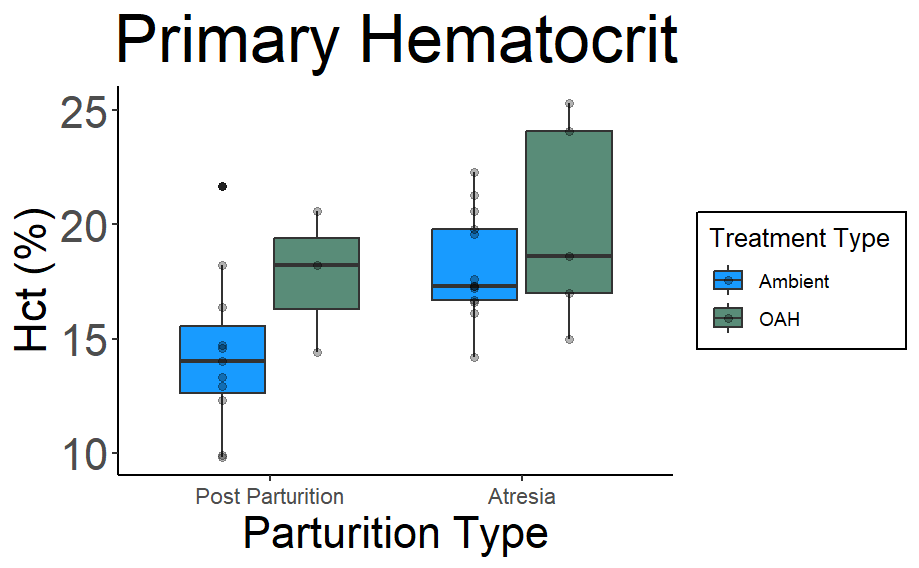 Primary Hematocrit
Hct (%)
25
20
15
10
Post Parturition
Atresia
Parturition Type
Treatment Type
Ambient
OAH